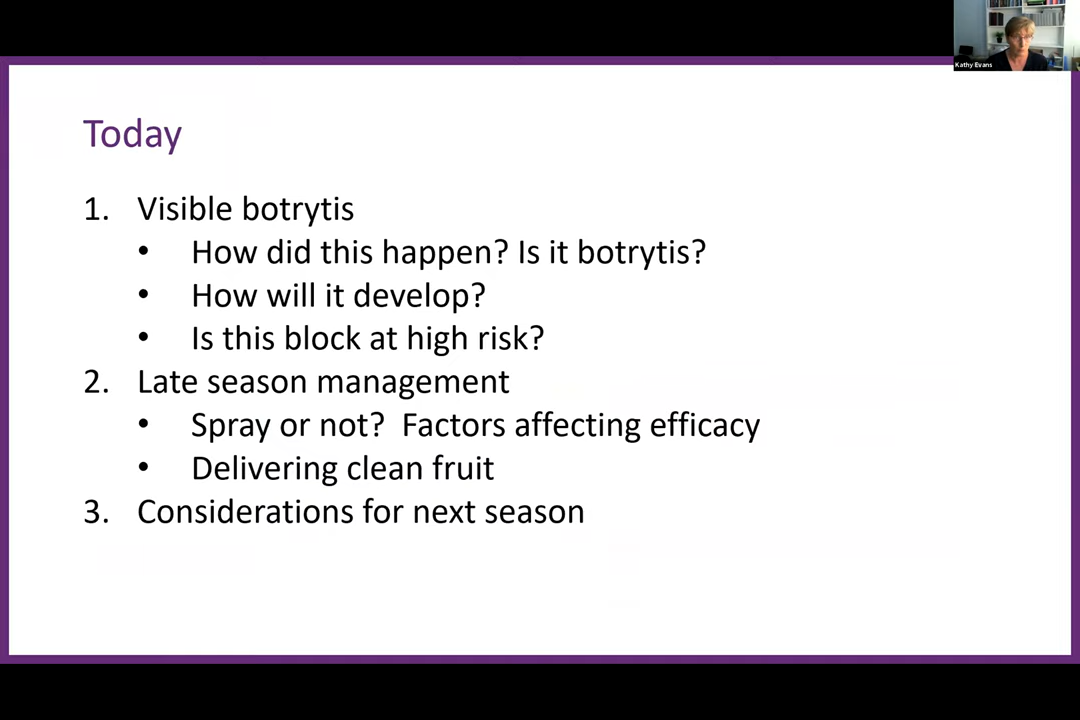 Kathy Evans
Today
1. Visible botrytis
• How did this happen? Is it botrytis?
• How will it develop?
• Is this block at high risk?
2. Late season management
• Spray or not?  Factors affecting efficacy
• Delivering clean fruit
3. Considerations for next season